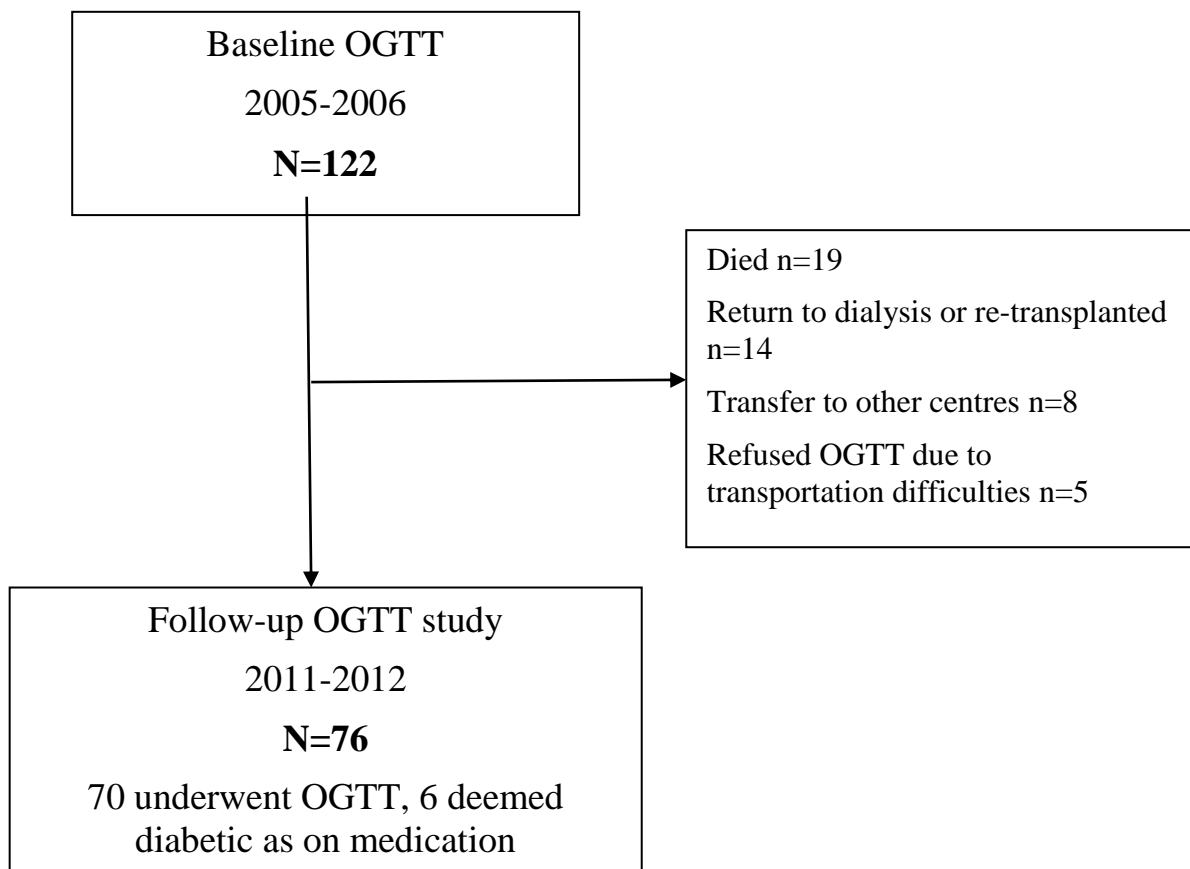 Baseline OGTT
2005-2006
N=122
Died n=19
Return to dialysis or re-transplanted
n=14
Transfer to other centres n=8
Refused OGTT due to
transportation difficulties n=5
Follow-up OGTT study
2011-2012
N=76
70 underwent OGTT, 6 deemed
diabetic as on medication